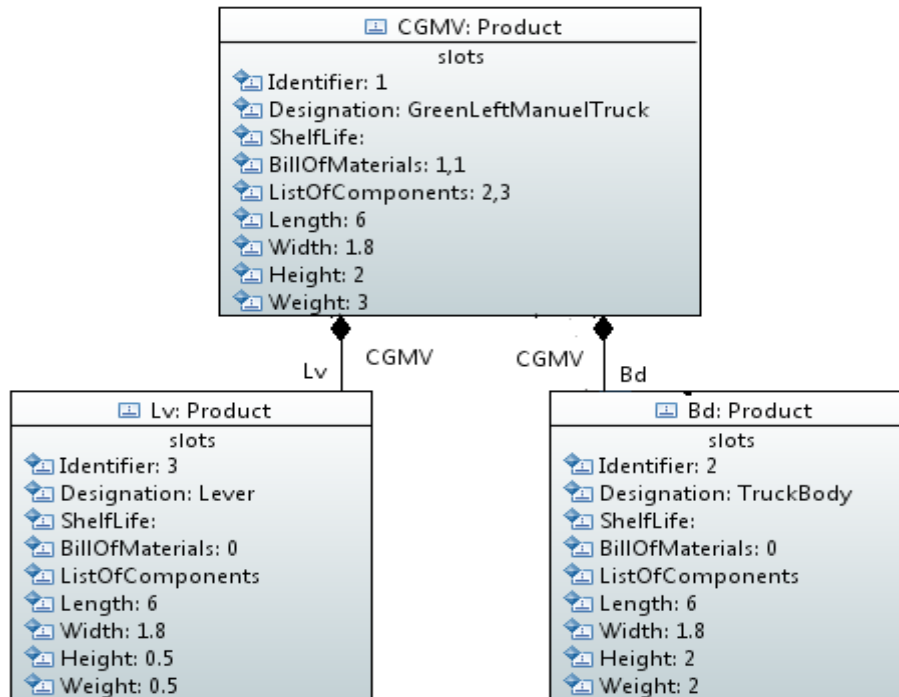 CGMV: Product
slots
Identifier: 1
Designation: GreenLeftManuelTruck
ShelfLife:
BillOfMaterials: 1,1
ListOfComponents: 2,3
Length: 6
Width: 1.8
Height: 2
Weight: 3
Lv
CGMV
CGMV
Bd
Lv: Product
slots
Identifier: 3
Designation: Lever
ShelfLife:
BillOfMaterials: 0
ListOfComponents
Length: 6
Width: 1.8
Height: 0.5
Weight: 0.5
Bd: Product
slots
Identifier: 2
Designation: TruckBody
ShelfLife:
BillOfMaterials: 0
ListOfComponents
Length: 6
Width: 1.8
Height: 2
Weight: 2